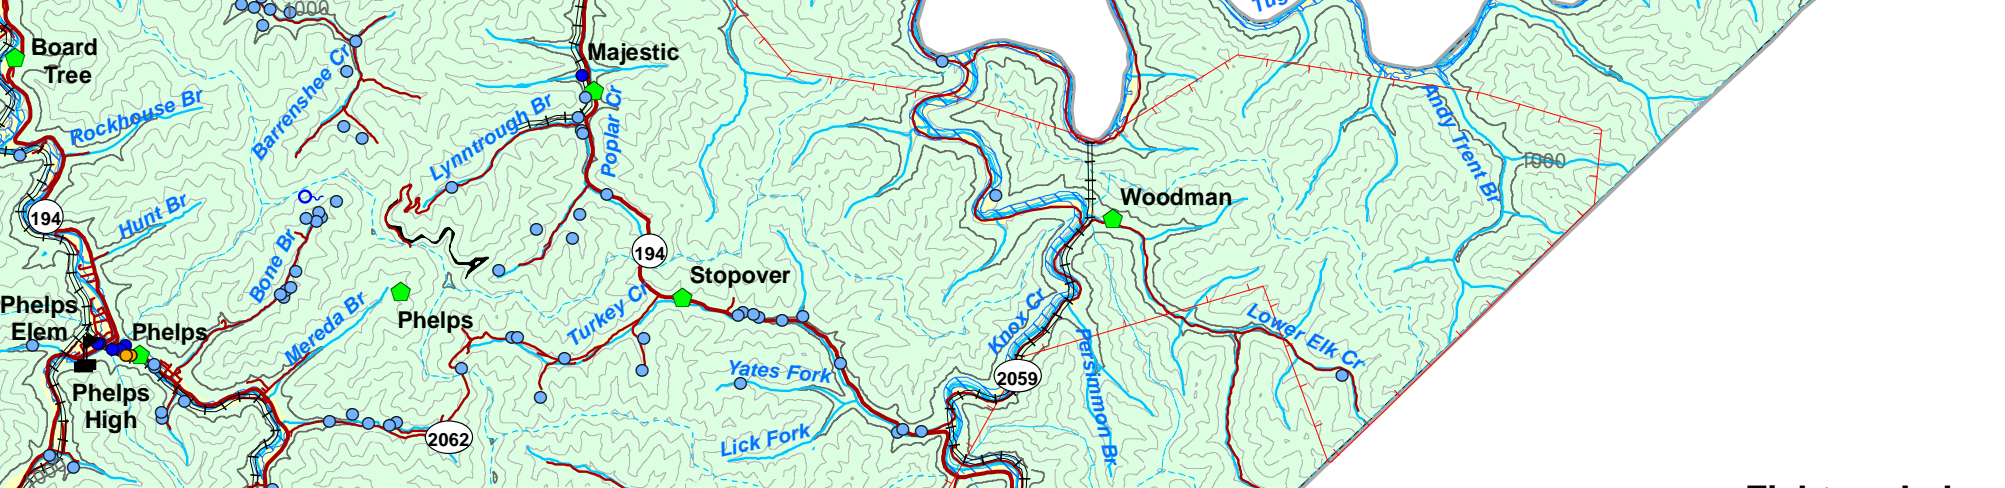 1000
Tug
Board
Tree
Majestic
Rockhouse Br
Barrenshee Cr
Lynntrough Br
Poplar Cr
Andy Trent Br
1000
Hunt Br
194
Woodman
Bone Br
194
Stopover
Phelps
Elem
Phelps
Mereda Br
Phelps
Turkey Cr
Knox Cr
Lower Elk Cr
Persimmon Br
Yates Fork
2059
Phelps
High
2062
Lick Fork